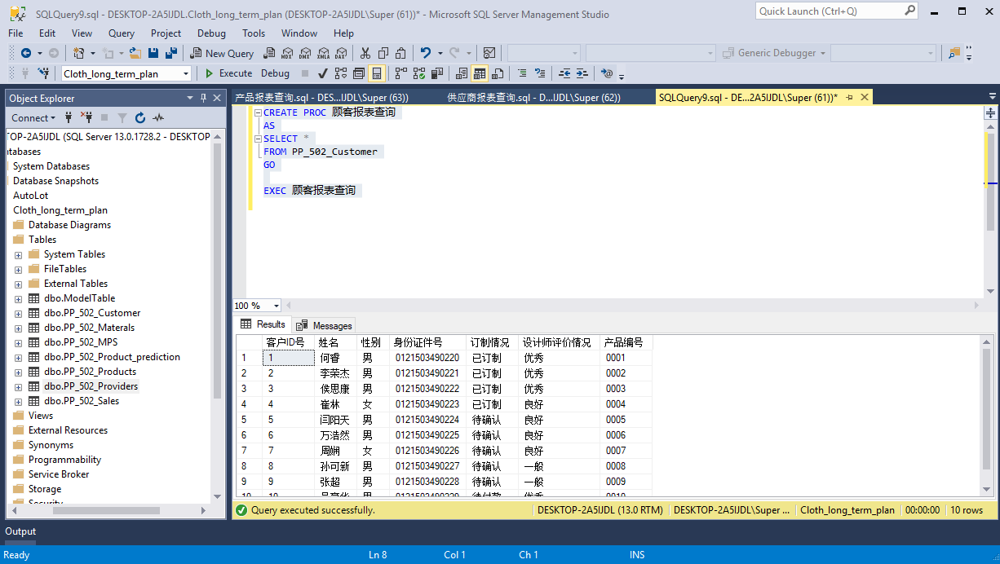 SQLQuery9.sql - DESKTOP-2A5IJDL.Cloth_long_term_plan (DESKTOP-2A5IJDL\Super (61))* - Microsoft SQL Server Management Studio
Quick Launch (Ctrl+Q)
File Edit View Query Project Debug Tools Window Help
New Query MDX DMX XMLA DAX Generic Debugger
Cloth_long_term_plan Execute Debug
Object Explorer
产品报表查询.sql - DES...IJDL\Super (63)) 供应商报表查询.sql - D...IJDL\Super (62)) SQLQuery9.sql - DE...2A5IJDL\Super (61))*
Connect
TOP-2A5IJDL (SQL Server 13.0.1728.2 - DESKTOP
atabases
System Databases
Database Snapshots
AutoLot
Cloth_long_term_plan
Database Diagrams
Tables
System Tables
FileTables
External Tables
dbo.ModelTable
dbo.PP_502_Customer
dbo.PP_502_Materals
dbo.PP_502_MPS
dbo.PP_502_Product_prediction
dbo.PP_502_Products
dbo.PP_502_Providers
dbo.PP_502_Sales
Views
External Resources
Synonyms
Programmability
Service Broker
Storage
Security
CREATE PROC 顾客报表查询
AS
SELECT *
FROM PP_502_Customer
GO
EXEC 顾客报表查询
100 %
Results Messages
客户ID号 姓名 性别 身份证件号 订制情况 设计师评价情况 产品编号
1 1 何睿 男 0121503490220 已订制 优秀 0001
2 2 李荣杰 男 0121503490221 已订制 优秀 0002
3 3 侯思康 男 0121503490222 已订制 优秀 0003
4 4 崔林 女 0121503490223 已订制 良好 0004
5 5 闫阳天 男 0121503490224 待确认 良好 0005
6 6 万浩然 男 0121503490225 待确认 良好 0006
7 7 周娴 女 0121503490226 待确认 良好 0007
8 8 孙可新 男 0121503490227 待确认 一般 0008
9 9 张超 男 0121503490228 待确认 一般 0009
10 10 男 0121503490229 待付款 优秀 0010
Query executed successfully. DESKTOP-2A5IJDL (13.0 RTM) DESKTOP-2A5IJDL\Super ... Cloth_long_term_plan 00:00:00 10 rows
Output
Ready Ln 8 Col 1 Ch 1 INS